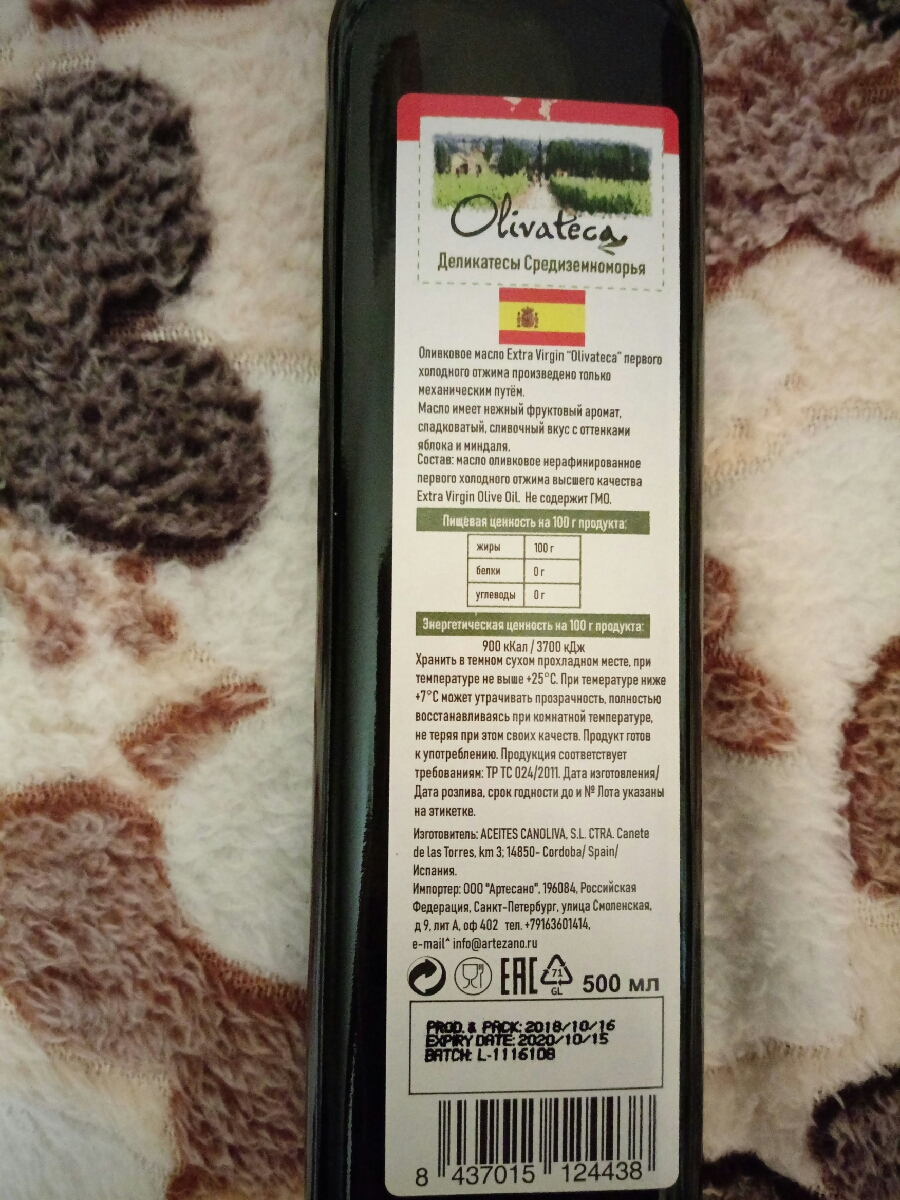 Olivateca
Деликатесы Средиземноморья
Оливковое масло Extra Virgin "Olivateca" первого
холодного отжима произведено только
механическим путём.
Масло имеет нежный фруктовый аромат,
сладковатый, сливочный вкус с оттенками
яблока и миндаля.
Состав: масло оливковое нерафинированное
первого холодного отжима высшего качества
Extra Virgin Olive Oil. Не содержит ГМО.
Пищевая ценность на 100 г продукта:
жиры 100 г
белки 0 г
углеводы 0 г
Энергетическая ценность на 100 г продукта:
900 кКал / 3700 кДж
Хранить в темном сухом прохладном месте, при
температуре не выше +25°С. При темературе ниже
+7°С может утрачивать прозрачность, полностью
восстанавливаясь при комнатной температуре,
не теряя при этом своих качеств. Продукт готов
к употреблению. Продукция соответствует
требованиям: ТР ТС 024/2011. Дата изготовления/
Дата розлива, срок годности до и № Лота указаны
на этикетке.
Изготовитель: ACEITES CANOLIVA, S.L. CTRA. Canete
de las Torres, km 3; 14850- Cordoba/ Spain/
Испания.
Импортер: ООО "Артесано", 196084, Российская
Федерация, Санкт-Петербург, улица Смоленская,
д 9, лит А, оф 402 тел. +79163601414,
e-mail^ info@artezano.ru
EAC 71 GL 500 мл
PROD. & PACK: 2018/10/16
EXPIRY DATE: 2020/10/15
BATCH: L-1116108
8 437015 124438